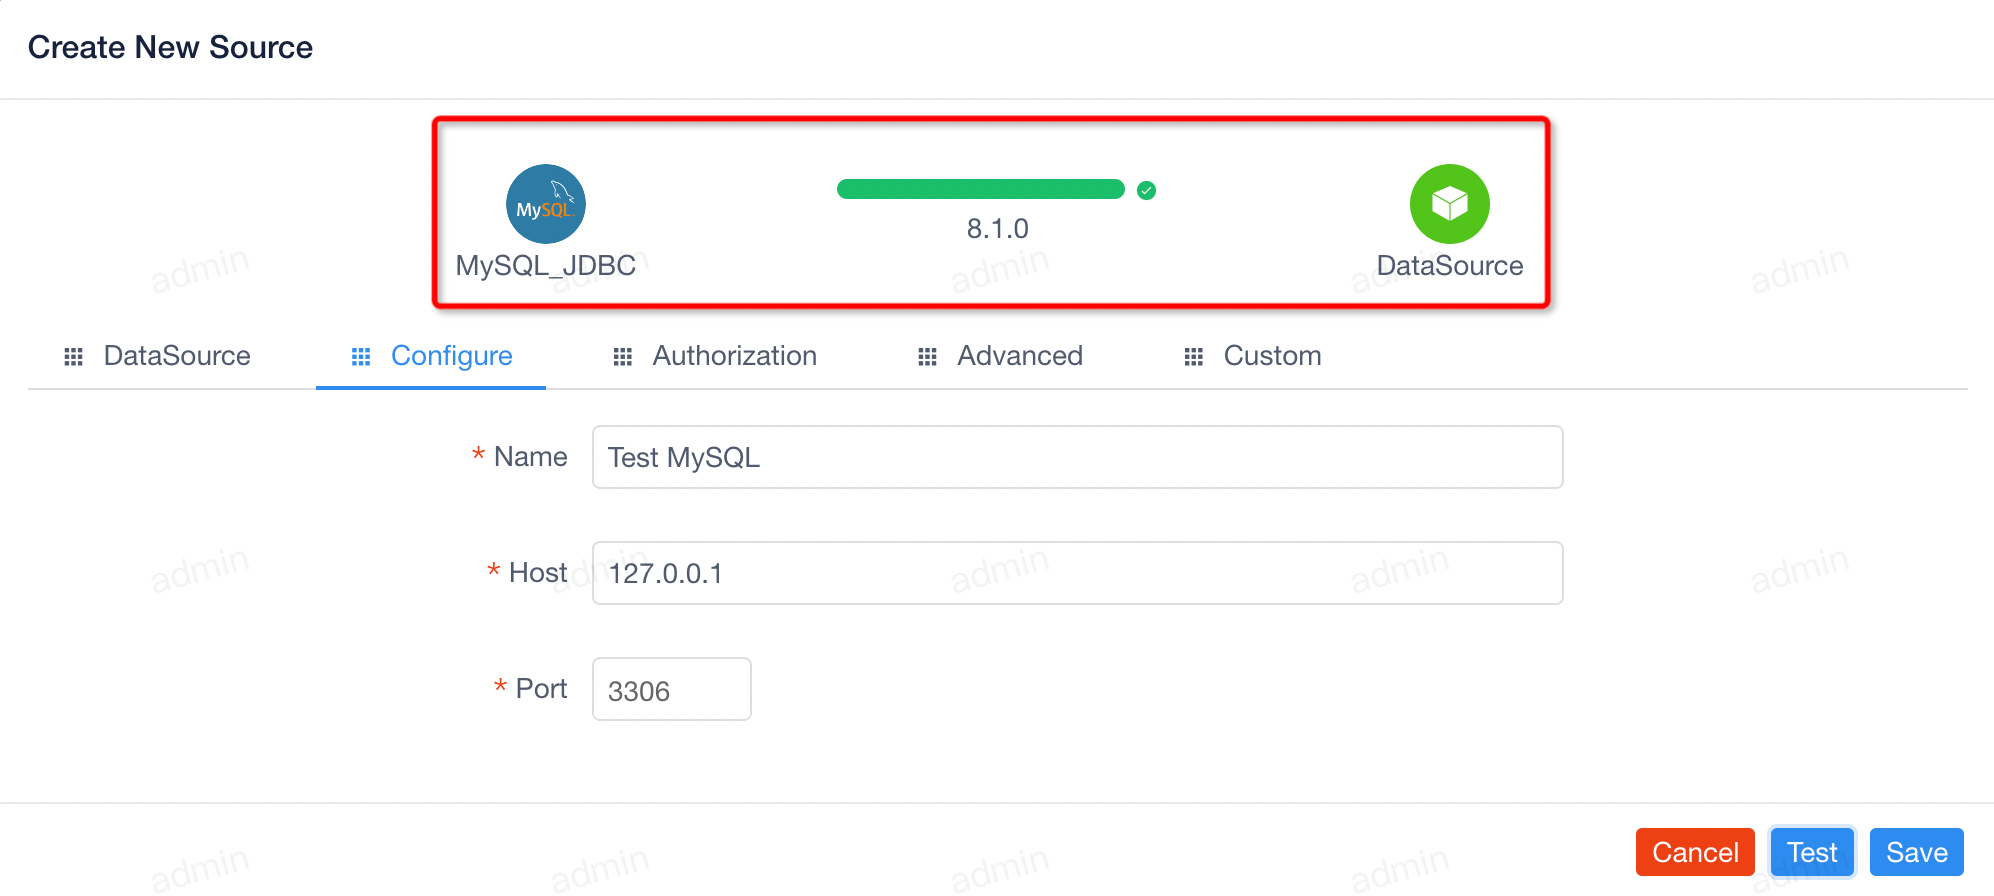 Create New Source
MySQL
8.1.0
MySQL_JDBC
DataSource
admin admin admin admin admin
DataSource Configure Authorization Advanced Custom
* Name Test MySQL
* Host 127.0.0.1
admin admin admin admin admin
* Port 3306
Cancel Test Save
admin admin admin admin admin